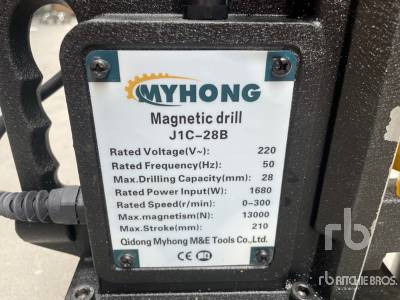 MYHONG
Magnetic drill
J1C-28B
Rated Voltage(V~): 220
Rated Frequency(Hz): 50
Max.Drilling Capacity(mm): 28
Rated Power Input(W): 1680
Rated Speed(r/min): 0-300
Max.magnetism(N): 13000
Max.Stroke(mm): 210
Qidong Myhong M&E Tools Co.,Ltd.
CE
rb
RITCHIE BROS.